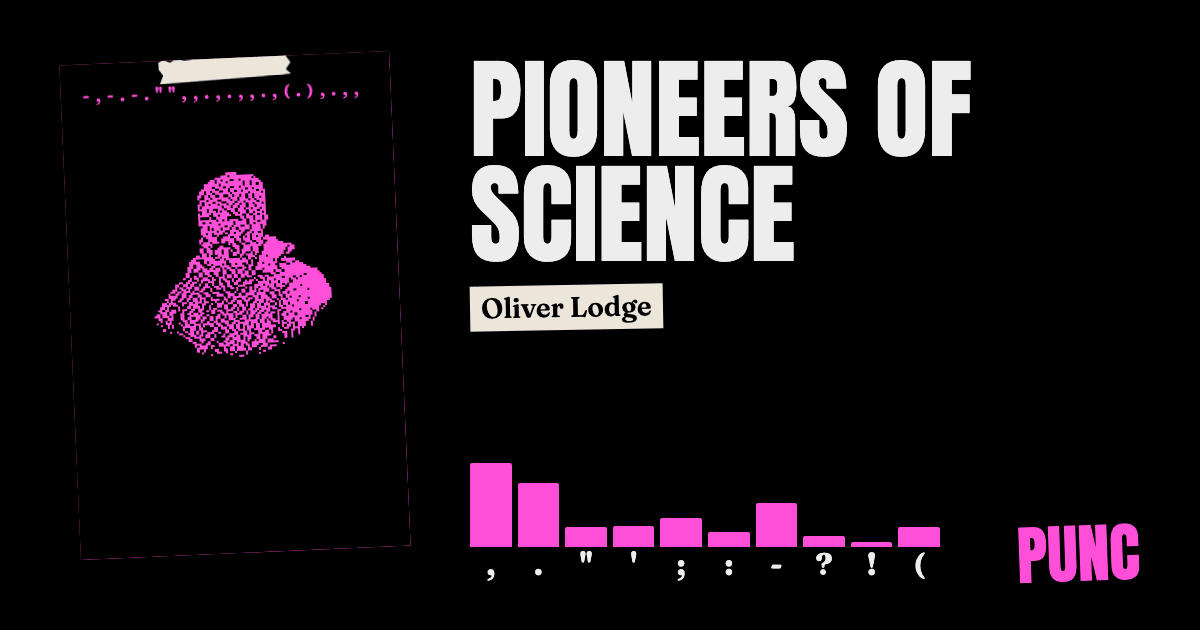 -,-.-."",,.,.,,.,(.),.,,
PIONEERS OF
SCIENCE
Oliver Lodge
, . " ' ; : - ? ! (
PUNC